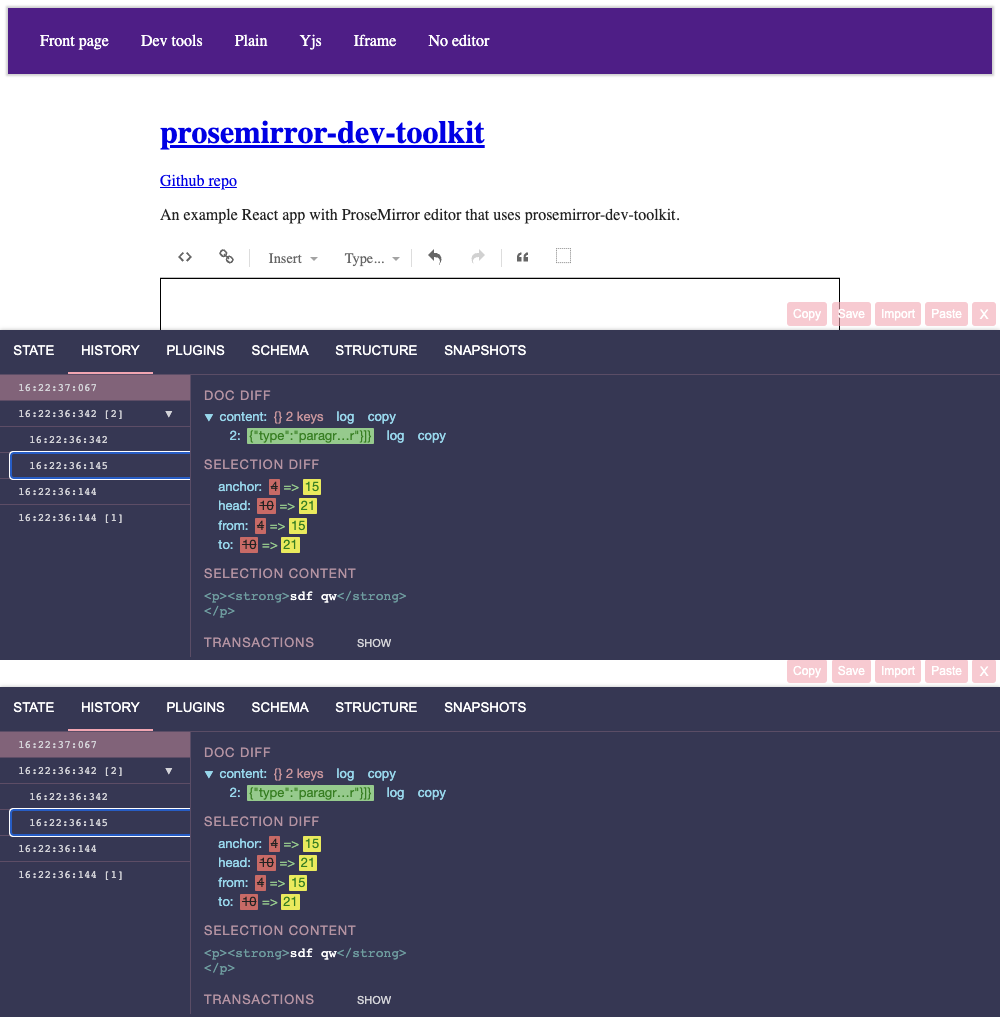 Front page Dev tools Plain Yjs Iframe No editor
prosemirror-dev-toolkit
Github repo
An example React app with ProseMirror editor that uses prosemirror-dev-toolkit.
<> Insert Type... “
Copy Save Import Paste X
STATE HISTORY PLUGINS SCHEMA STRUCTURE SNAPSHOTS
16:22:37:067
16:22:36:342 [2] ▼
16:22:36:342
16:22:36:145
16:22:36:144
16:22:36:144 [1]
DOC DIFF
▼ content: {} 2 keys log copy
2: {"type":"paragr…r"}]} log copy
SELECTION DIFF
anchor: 4 => 15
head: 10 => 21
from: 4 => 15
to: 10 => 21
SELECTION CONTENT
<p><strong>sdf qw</strong>
</p>
TRANSACTIONS SHOW
Copy Save Import Paste X
STATE HISTORY PLUGINS SCHEMA STRUCTURE SNAPSHOTS
16:22:37:067
16:22:36:342 [2] ▼
16:22:36:342
16:22:36:145
16:22:36:144
16:22:36:144 [1]
DOC DIFF
▼ content: {} 2 keys log copy
2: {"type":"paragr…r"}]} log copy
SELECTION DIFF
anchor: 4 => 15
head: 10 => 21
from: 4 => 15
to: 10 => 21
SELECTION CONTENT
<p><strong>sdf qw</strong>
</p>
TRANSACTIONS SHOW